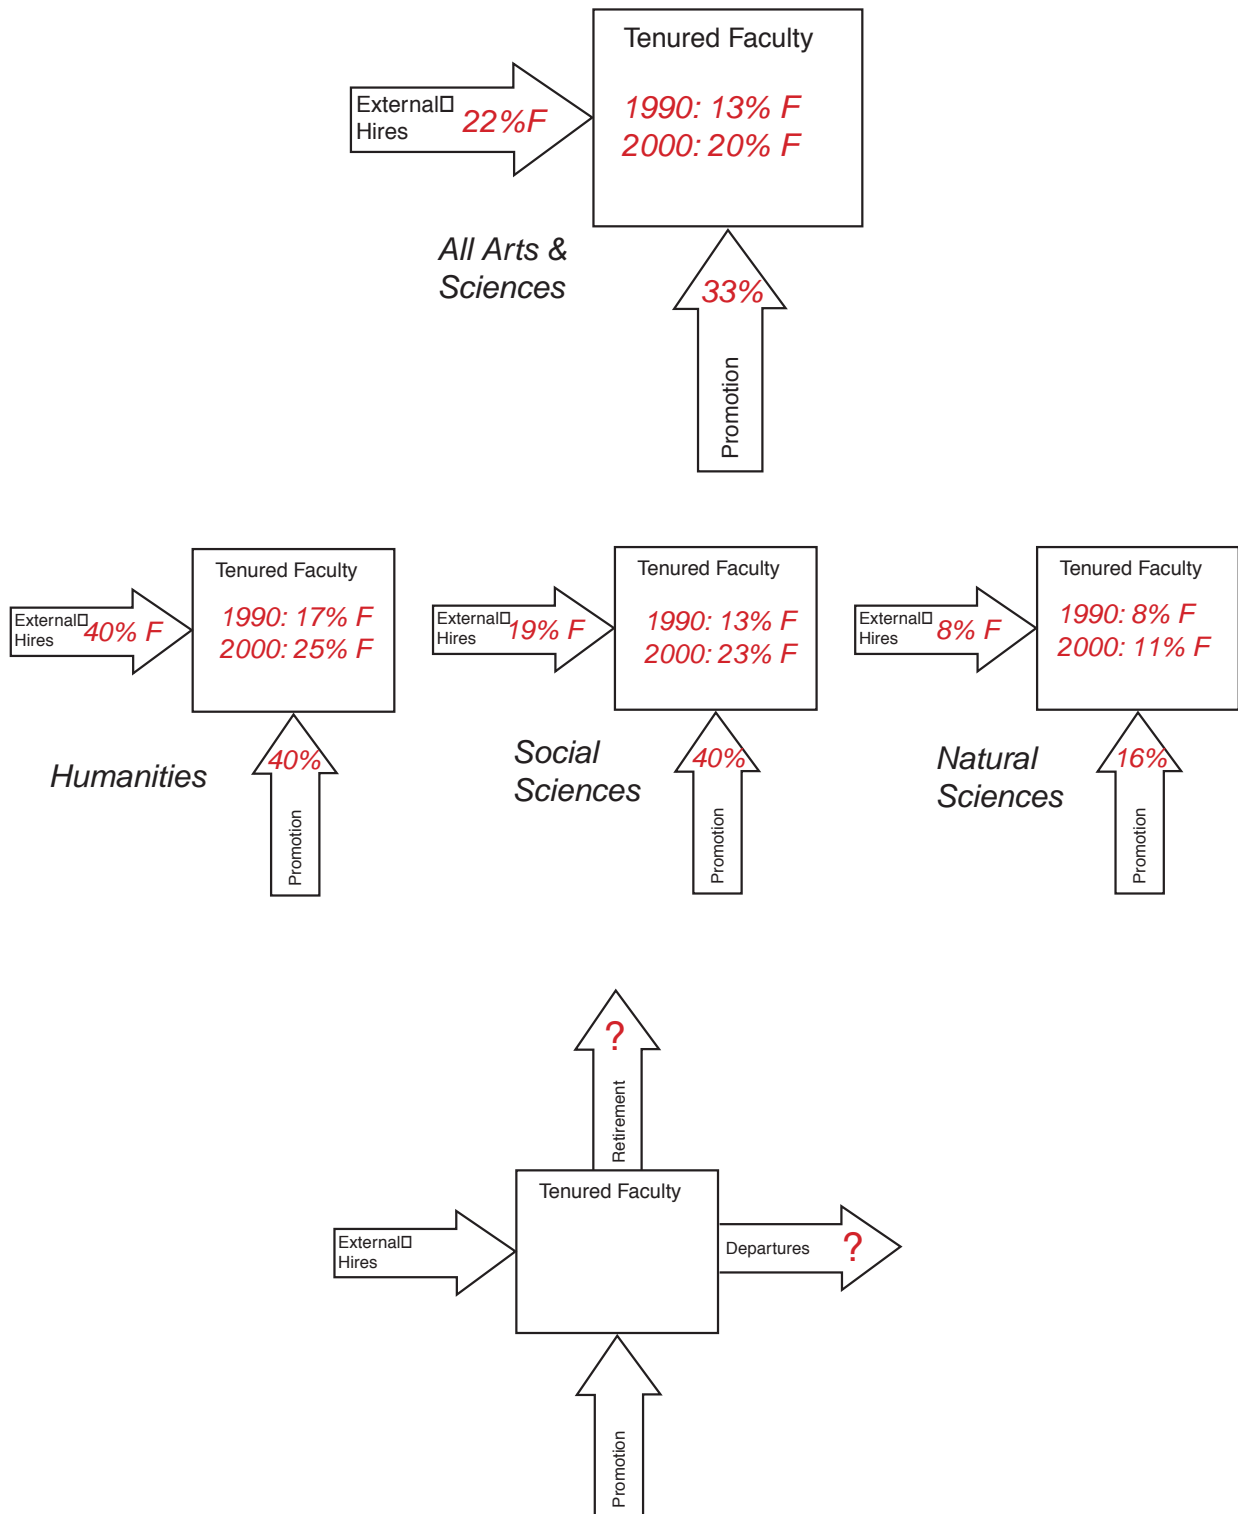 Tenured Faculty
1990: 13% F
2000: 20% F
External
Hires
22%F
All Arts &
Sciences
33%
Promotion
Tenured Faculty
1990: 17% F
2000: 25% F
External
Hires
40% F
Humanities
40%
Promotion
Tenured Faculty
1990: 13% F
2000: 23% F
External
Hires
19% F
Social
Sciences
40%
Promotion
Tenured Faculty
1990: 8% F
2000: 11% F
External
Hires
8% F
Natural
Sciences
16%
Promotion
?
Retirement
Tenured Faculty
External
Hires
Departures
?
Promotion